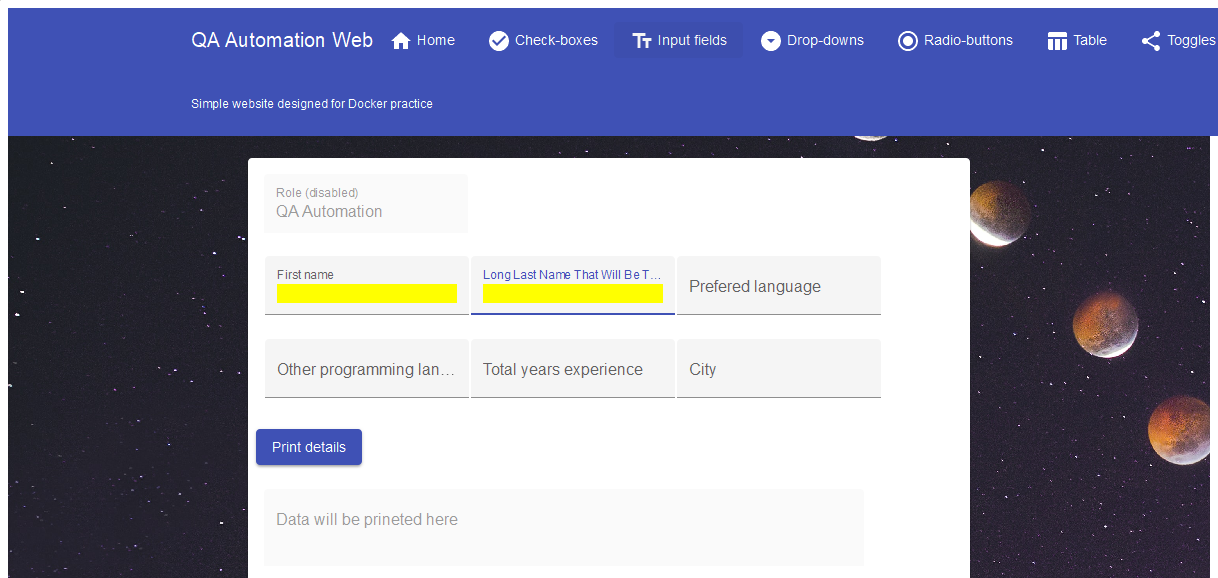 QA Automation Web Home Check-boxes Input fields Drop-downs Radio-buttons Table Toggles
Simple website designed for Docker practice
Role (disabled)
QA Automation
First name Long Last Name That Will Be T... Prefered language
Other programming lan... Total years experience City
Print details
Data will be prineted here